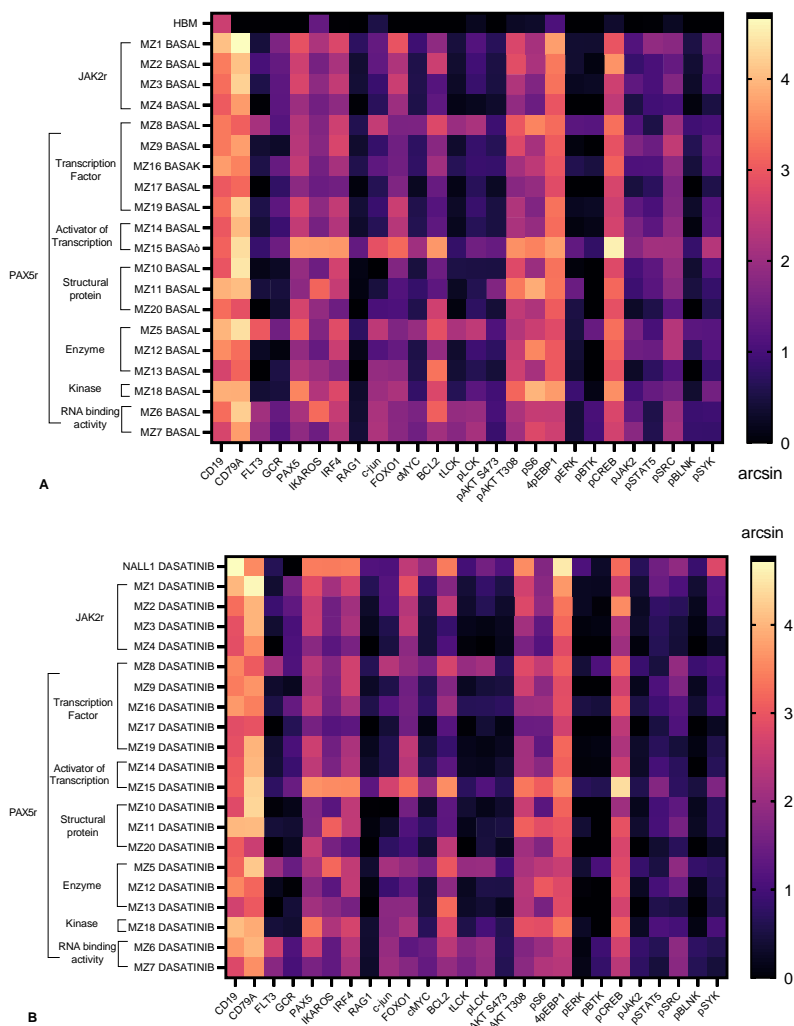 HBM
MZ1 BASAL
MZ2 BASAL
MZ3 BASAL
MZ4 BASAL
MZ8 BASAL
MZ9 BASAL
MZ16 BASAK
MZ17 BASAL
MZ19 BASAL
MZ14 BASAL
MZ15 BASAò
MZ10 BASAL
MZ11 BASAL
MZ20 BASAL
MZ5 BASAL
MZ12 BASAL
MZ13 BASAL
MZ18 BASAL
MZ6 BASAL
MZ7 BASAL
JAK2r
PAX5r
Transcription
Factor
Activator of
Transcription
Structural
protein
Enzyme
Kinase
RNA binding
activity
CD19
CD79A
FLT3
GCR
PAX5
IKAROS
IRF4
RAG1
c-jun
FOXO1
cMYC
BCL2
tLCK
pLCK
pAKT S473
pAKT T308
pS6
4pEBP1
pERK
pBTK
pCREB
pJAK2
pSTAT5
pSRC
pBLNK
pSYK
4
3
2
1
0
arcsin
A
arcsin
NALL1 DASATINIB
MZ1 DASATINIB
MZ2 DASATINIB
MZ3 DASATINIB
MZ4 DASATINIB
MZ8 DASATINIB
MZ9 DASATINIB
MZ16 DASATINIB
MZ17 DASATINIB
MZ19 DASATINIB
MZ14 DASATINIB
MZ15 DASATINIB
MZ10 DASATINIB
MZ11 DASATINIB
MZ20 DASATINIB
MZ5 DASATINIB
MZ12 DASATINIB
MZ13 DASATINIB
MZ18 DASATINIB
MZ6 DASATINIB
MZ7 DASATINIB
JAK2r
PAX5r
Transcription
Factor
Activator of
Transcription
Structural
protein
Enzyme
Kinase
RNA binding
activity
CD19
CD79A
FLT3
GCR
PAX5
IKAROS
IRF4
RAG1
c-jun
FOXO1
cMYC
BCL2
tLCK
pLCK
AKT S473
AKT T308
pS6
4pEBP1
pERK
pBTK
pCREB
pJAK2
pSTAT5
pSRC
pBLNK
pSYK
4
3
2
1
0
B